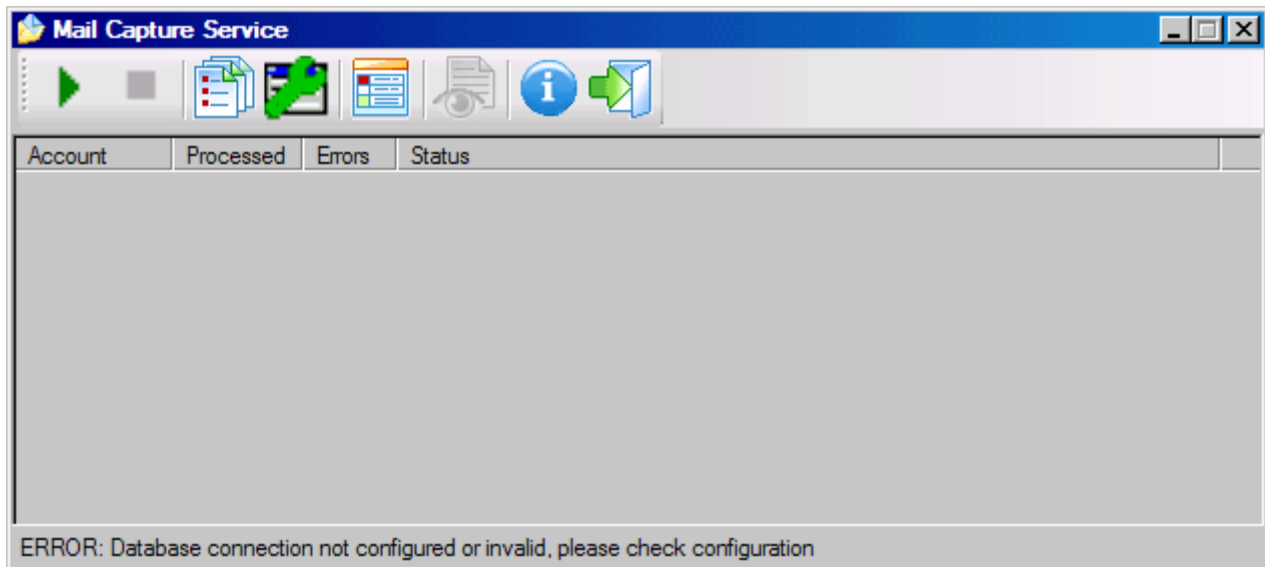 Mail Capture Service
Account Processed Errors Status
ERROR: Database connection not configured or invalid, please check configuration